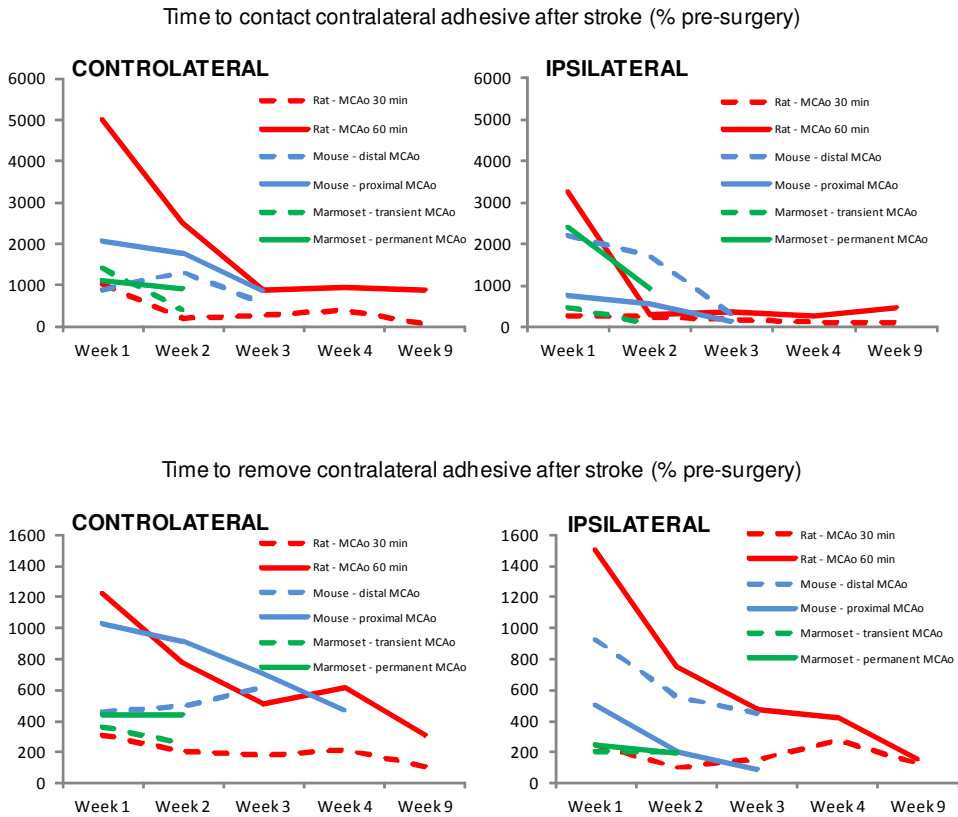 Time to contact contralateral adhesive after stroke (% pre-surgery)
CONTROLATERAL
6000
5000
4000
3000
2000
1000
0
Rat - MCAo 30 min
Rat - MCAo 60 min
Mouse - distal MCAo
Mouse - proximal MCAo
Marmoset - transient MCAo
Marmoset - permanent MCAo
Week 1 Week 2 Week 3 Week 4 Week 9
IPSILATERAL
6000
5000
4000
3000
2000
1000
0
Rat - MCAo 30 min
Rat - MCAo 60 min
Mouse - distal MCAo
Mouse - proximal MCAo
Marmoset - transient MCAo
Marmoset - permanent MCAo
Week 1 Week 2 Week 3 Week 4 Week 9
Time to remove contralateral adhesive after stroke (% pre-surgery)
CONTROLATERAL
1600
1400
1200
1000
800
600
400
200
0
Rat - MCAo 30 min
Rat - MCAo 60 min
Mouse - distal MCAo
Mouse - proximal MCAo
Marmoset - transient MCAo
Marmoset - permanent MCAo
Week 1 Week 2 Week 3 Week 4 Week 9
IPSILATERAL
1600
1400
1200
1000
800
600
400
200
0
Rat - MCAo 30 min
Rat - MCAo 60 min
Mouse - distal MCAo
Mouse - proximal MCAo
Marmoset - transient MCAo
Marmoset - permanent MCAo
Week 1 Week 2 Week 3 Week 4 Week 9